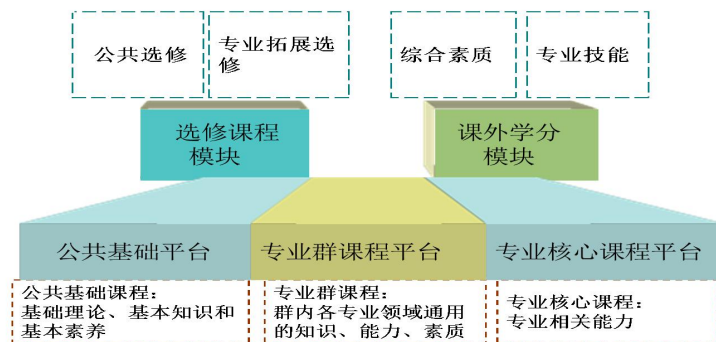 公共选修
专业拓展选
修
综合素质
专业技能
选修课程
模块
课外学分
模块
公共基础平台
专业群课程平台
专业核心课程平台
公共基础课程：
基础理论、基本知识和
基本素养
专业群课程：
群内各专业领域通用
的知识、能力、素质
专业核心课程：
专业相关能力